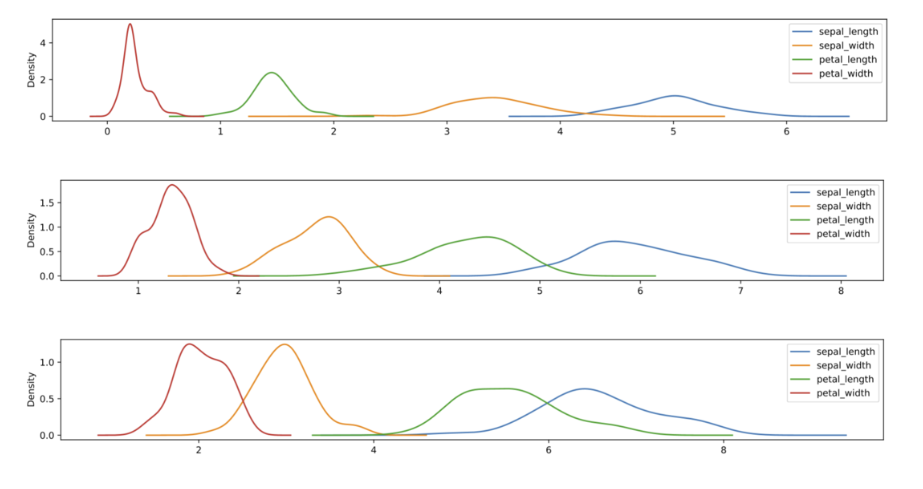 sepal_length
sepal_width
petal_length
petal_width
Density
4
2
0
0 1 2 3 4 5 6
sepal_length
sepal_width
petal_length
petal_width
Density
1.5
1.0
0.5
0.0
1 2 3 4 5 6 7 8
sepal_length
sepal_width
petal_length
petal_width
Density
1.0
0.5
0.0
2 4 6 8